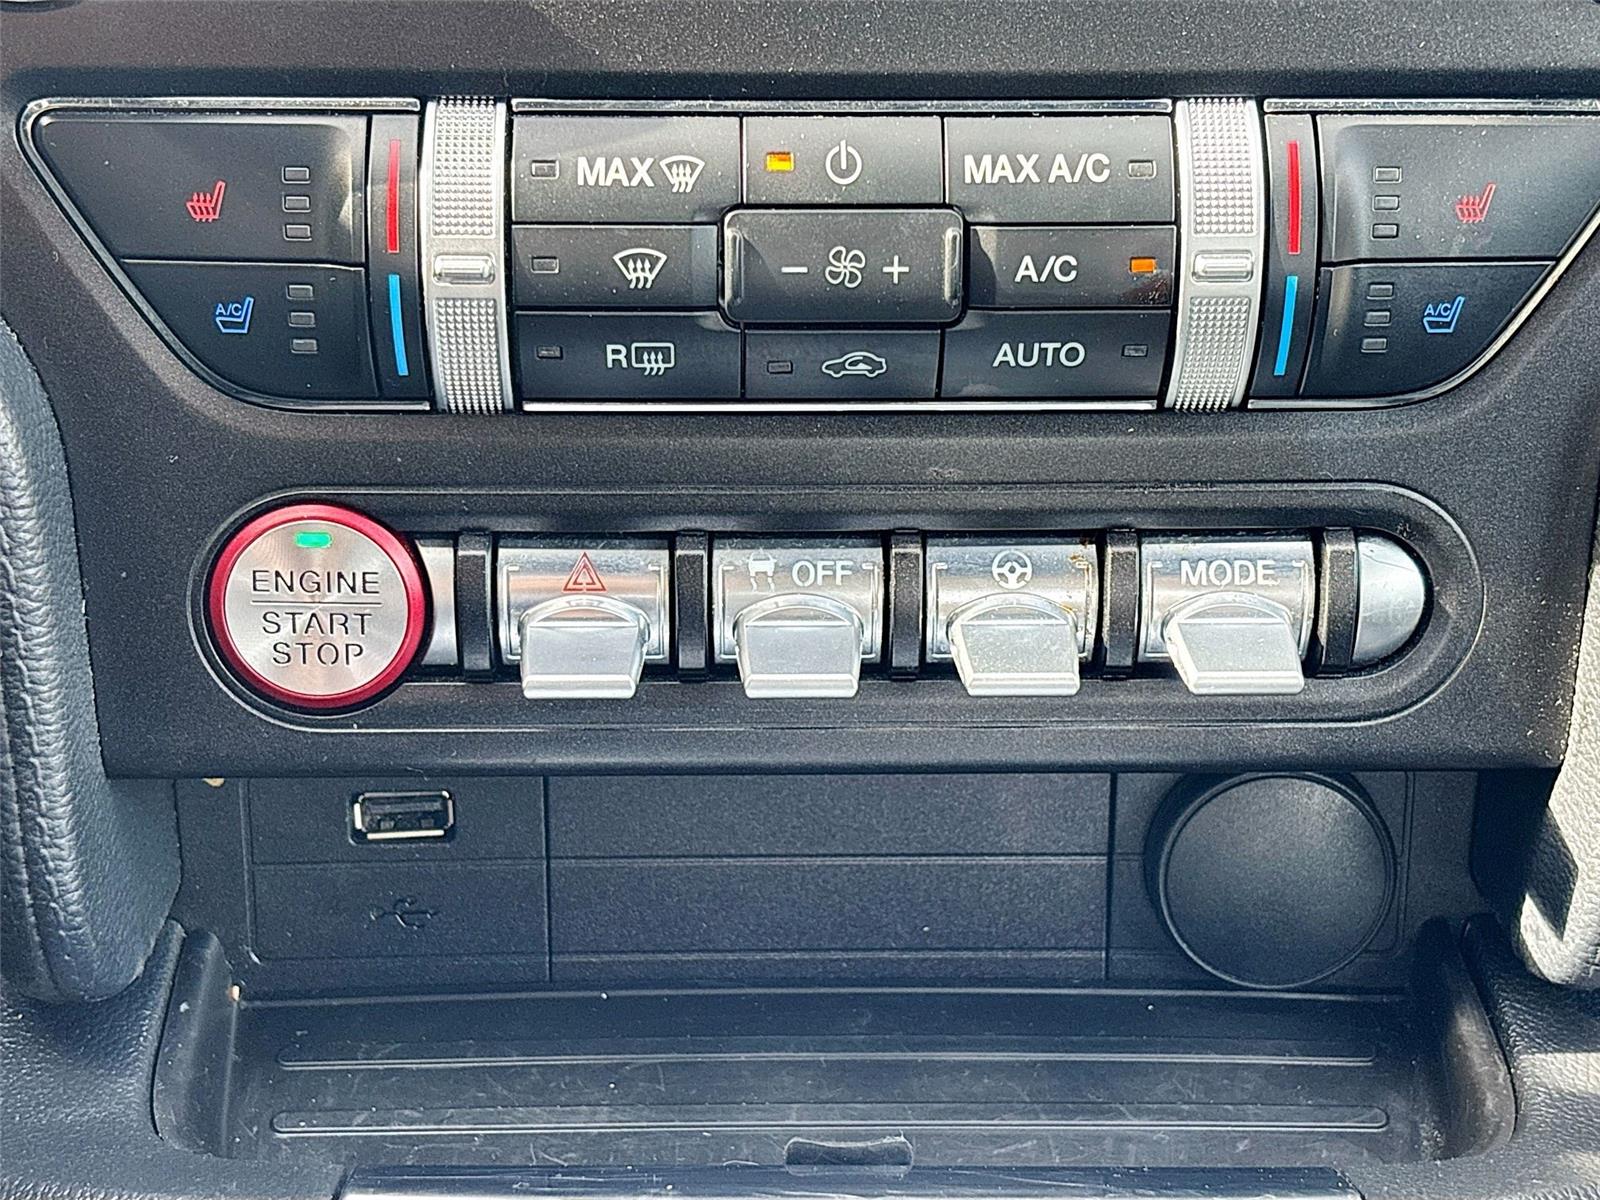 MAX
MAX A/C
- +
A/C
R
AUTO
A/C
A/C
ENGINE
START
STOP
OFF
MODE